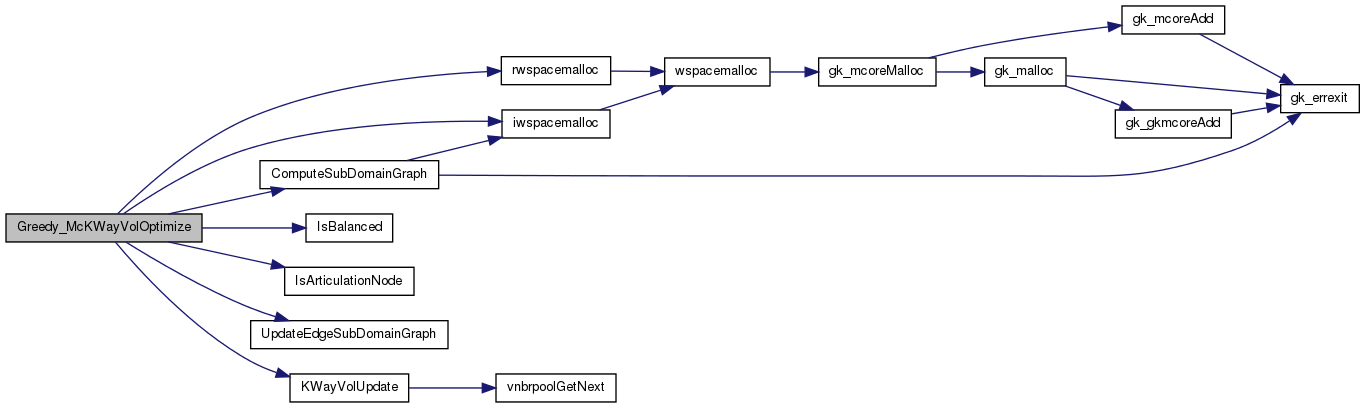 gk_mcoreAdd
rwspacemalloc
wspacemalloc
gk_mcoreMalloc
gk_malloc
gk_errexit
iwspacemalloc
gk_gkmcoreAdd
ComputeSubDomainGraph
Greedy_McKWayVolOptimize
IsBalanced
IsArticulationNode
UpdateEdgeSubDomainGraph
KWayVolUpdate
vnbrpoolGetNext